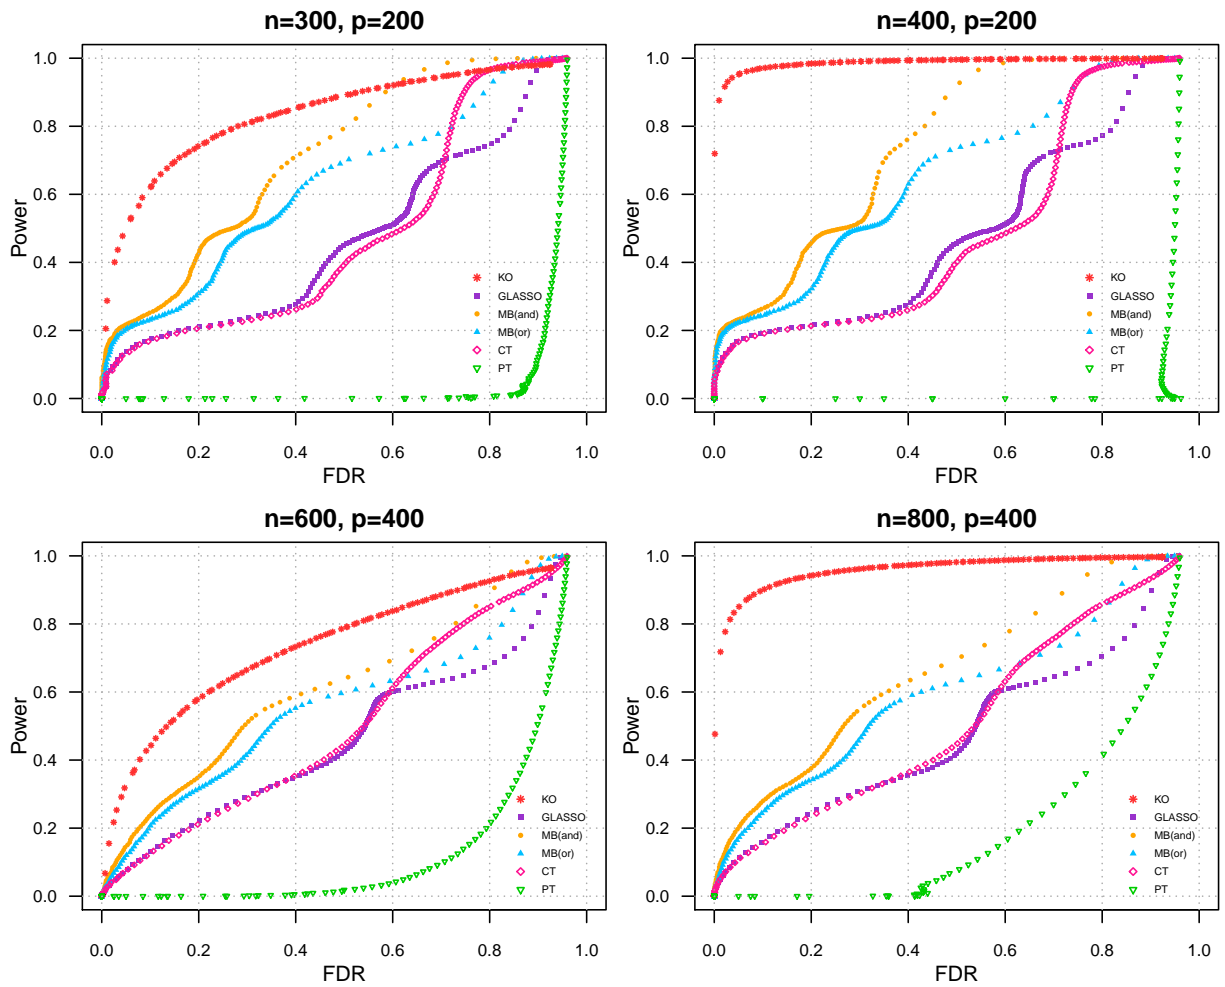 n=300, p=200
1.0
0.8
0.6
0.4
0.2
0.0
Power
KO
GLASSO
MB(and)
MB(or)
CT
PT
0.0 0.2 0.4 0.6 0.8 1.0
FDR
n=400, p=200
1.0
0.8
0.6
0.4
0.2
0.0
Power
KO
GLASSO
MB(and)
MB(or)
CT
PT
0.0 0.2 0.4 0.6 0.8 1.0
FDR
n=600, p=400
1.0
0.8
0.6
0.4
0.2
0.0
Power
KO
GLASSO
MB(and)
MB(or)
CT
PT
0.0 0.2 0.4 0.6 0.8 1.0
FDR
n=800, p=400
1.0
0.8
0.6
0.4
0.2
0.0
Power
KO
GLASSO
MB(and)
MB(or)
CT
PT
0.0 0.2 0.4 0.6 0.8 1.0
FDR